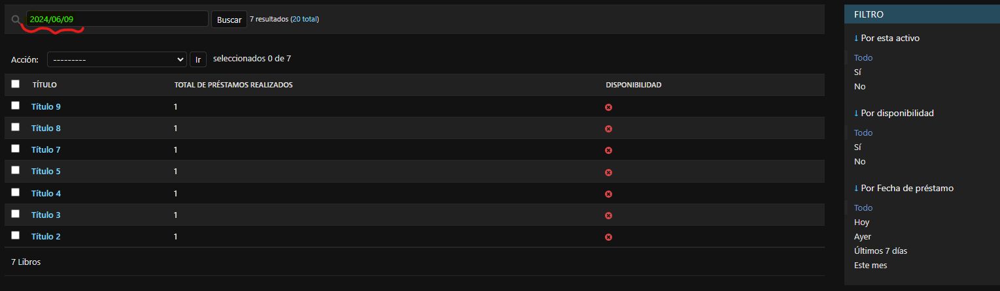 2024/06/09 Buscar 7 resultados (20 total)
Acción: --------- Ir seleccionados 0 de 7
TÍTULO TOTAL DE PRÉSTAMOS REALIZADOS DISPONIBILIDAD
Título 9 1
Título 8 1
Título 7 1
Título 5 1
Título 4 1
Título 3 1
Título 2 1
7 Libros
FILTRO
↓ Por esta activo
Todo
Sí
No
↓ Por disponibilidad
Todo
Sí
No
↓ Por Fecha de préstamo
Todo
Hoy
Ayer
Últimos 7 días
Este mes